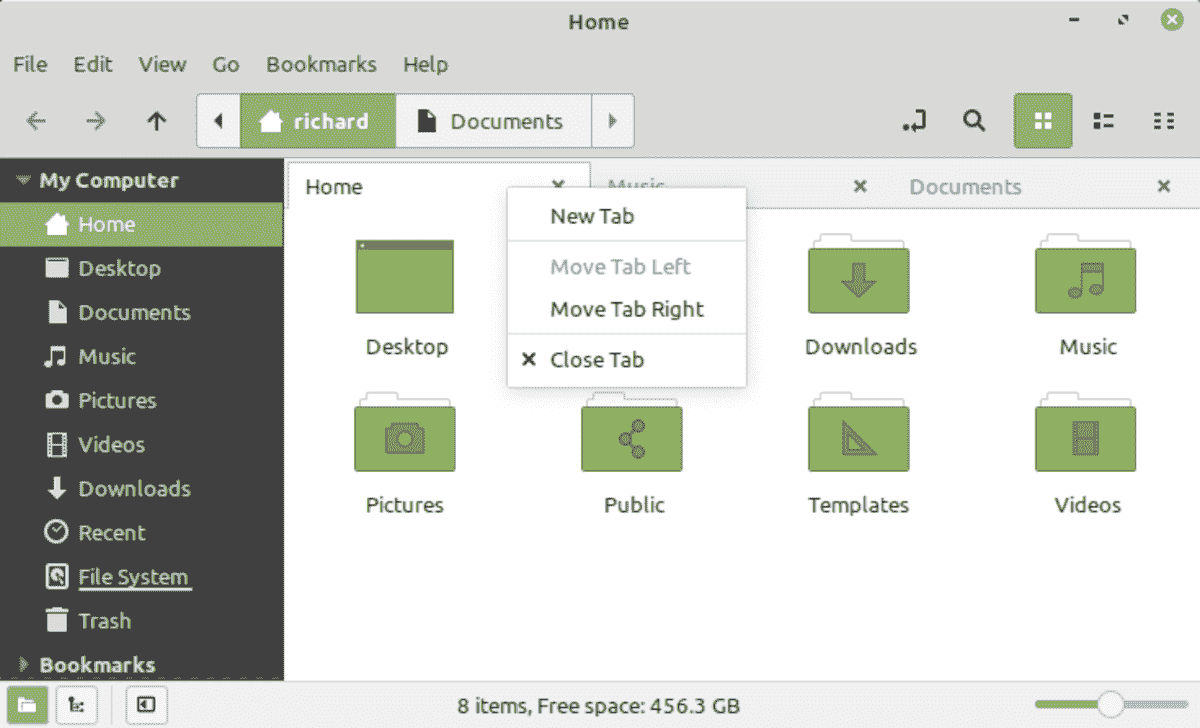 Home
File Edit View Go Bookmarks Help
richard Documents
My Computer
Home
Desktop
Documents
Music
Pictures
Videos
Downloads
Recent
File System
Trash
Bookmarks
Home Music Documents
New Tab
Move Tab Left
Move Tab Right
Close Tab
Desktop Downloads Music
Pictures Public Templates Videos
8 items, Free space: 456.3 GB